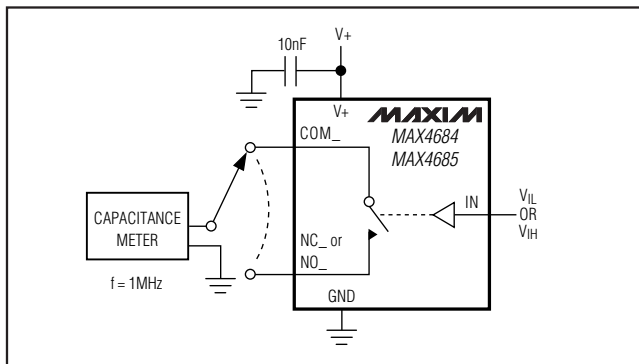 V+
10nF
V+
MAXIM
COM_
MAX4684
MAX4685
IN
V_IL
OR
V_IH
CAPACITANCE
METER
NC_ or
NO_
f = 1MHz
GND